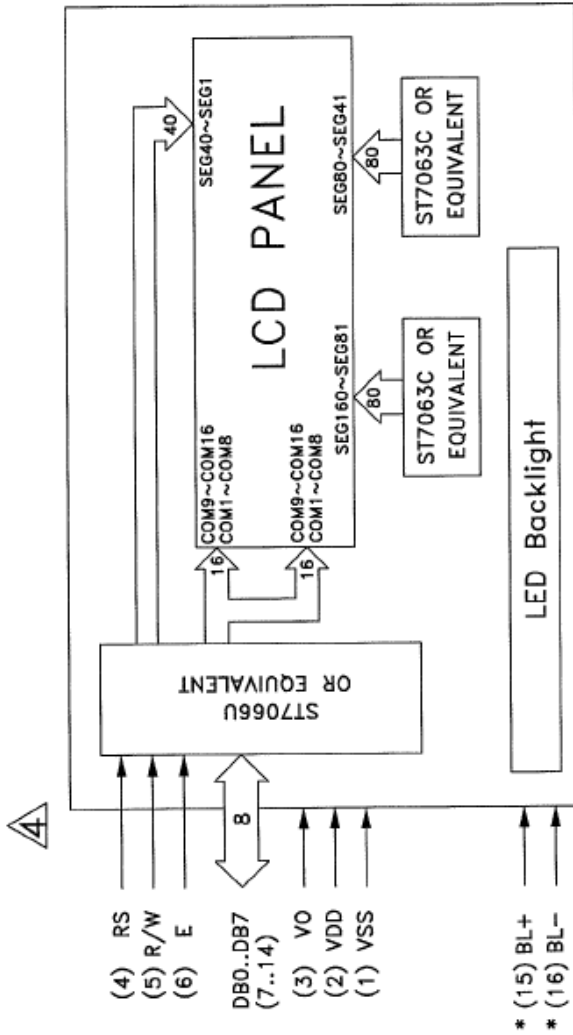 4
(4) RS
(5) R/W
(6) E
DB0..DB7
(7..14)
8
(3) VO
(2) VDD
(1) VSS
* (15) BL+
* (16) BL−
ST7066U
OR EQUIVALENT
40
SEG40~SEG1
16
COM9~COM16
COM1~COM8
16
COM9~COM16
COM1~COM8
LCD PANEL
SEG160~SEG81
SEG80~SEG41
80
80
ST7063C OR
EQUIVALENT
ST7063C OR
EQUIVALENT
LED Backlight